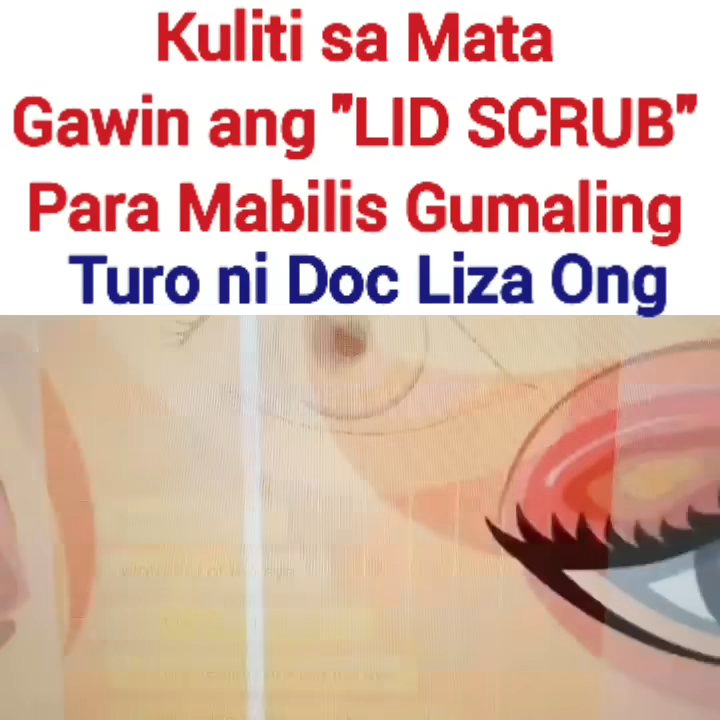 Kuliti sa Mata
Gawin ang "LID SCRUB"
Para Mabilis Gumaling
Turo ni Doc Liza Ong